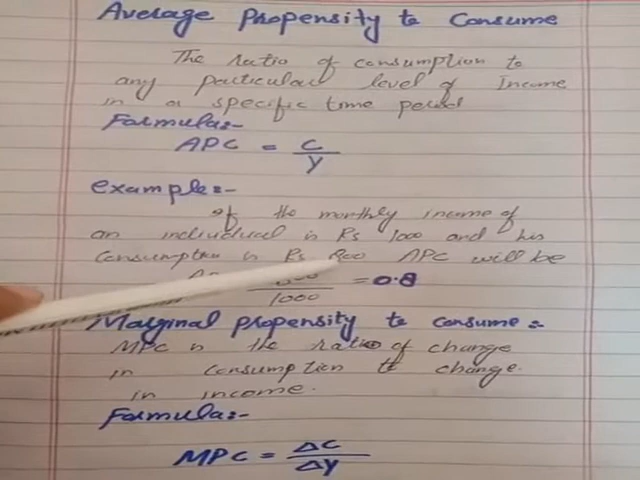 Average Propensity to Consume
The ratio of consumption to
any particular level of Income
in a specific time period
Formula:-
APC = C / Y
Example:-
If the monthly income of
an individual is Rs 1000 and his
Consumption is Rs 800 APC will be
1000 = 0.8
Marginal propensity to consume:-
MPC is the ratio of change
in consumption to change
in income.
Formula:-
MPC = ΔC / ΔY